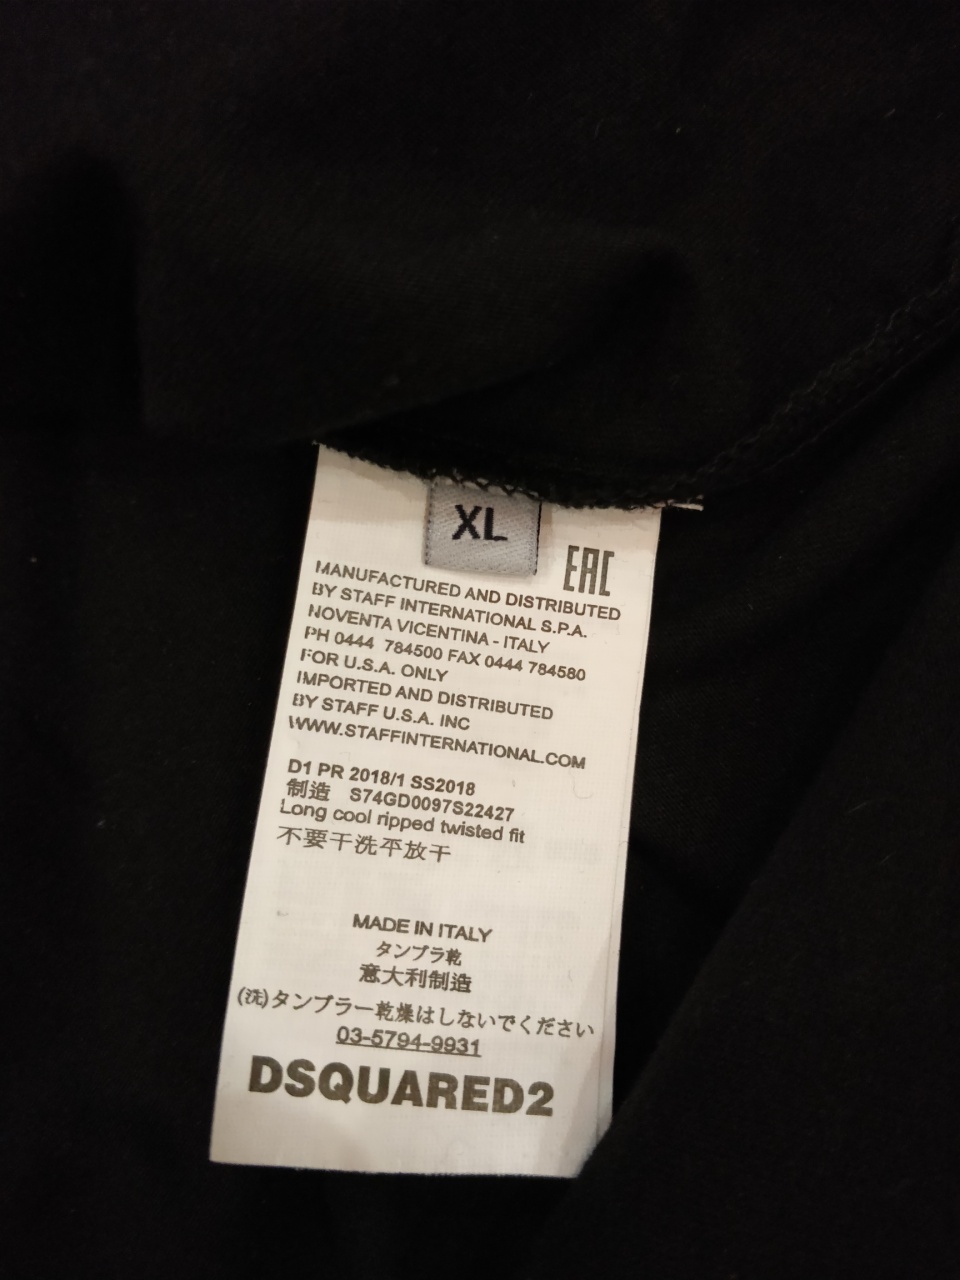 XL
EAC
MANUFACTURED AND DISTRIBUTED
BY STAFF INTERNATIONAL S.P.A.
NOVENTA VICENTINA - ITALY
PH 0444 784500 FAX 0444 784580
FOR U.S.A. ONLY
IMPORTED AND DISTRIBUTED
BY STAFF U.S.A. INC
WWW.STAFFINTERNATIONAL.COM
D1 PR 2018/1 SS2018
制造 S74GD0097S22427
Long cool ripped twisted fit
不要干洗平放干
MADE IN ITALY
タンブラ乾
意大利制造
(洗)タンブラー乾燥はしないでください
03-5794-9931
DSQUARED2